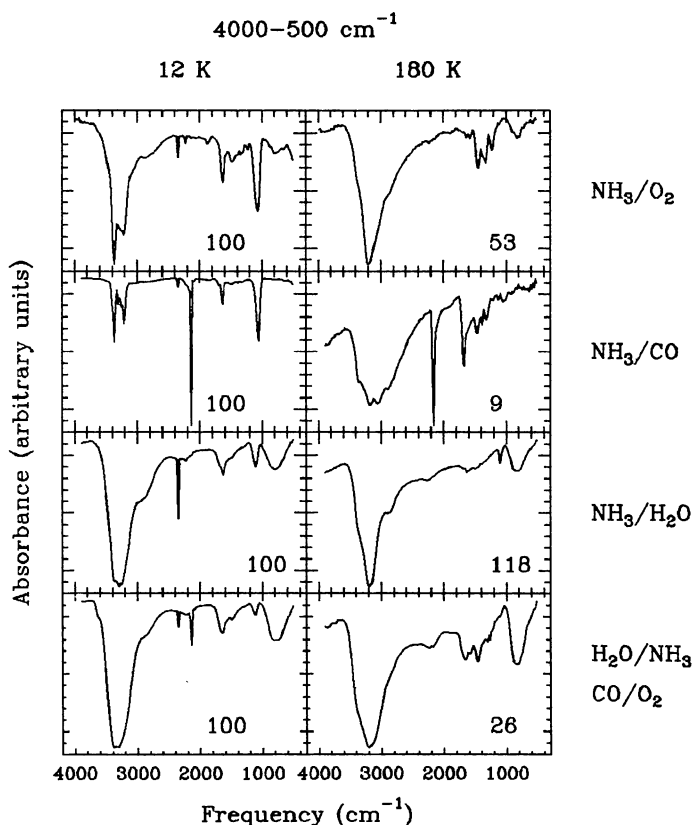 4000–500 cm⁻¹
12 K 180 K
Absorbance (arbitrary units)
100 53 NH₃/O₂
100 9 NH₃/CO
100 118 NH₃/H₂O
100 26 H₂O/NH₃
CO/O₂
4000 3000 2000 1000 4000 3000 2000 1000
Frequency (cm⁻¹)